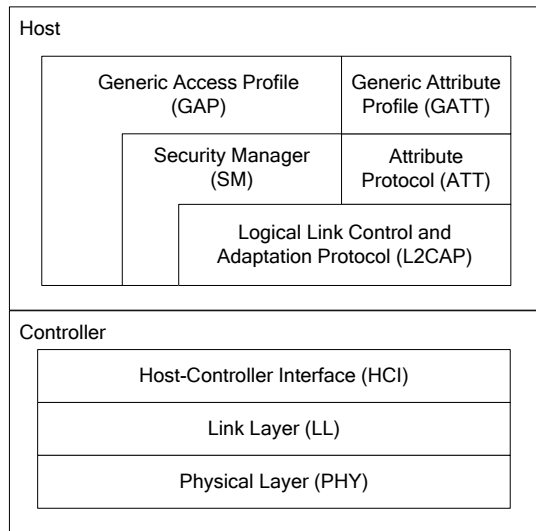 Host
Generic Access Profile
(GAP)
Generic Attribute
Profile (GATT)
Security Manager
(SM)
Attribute
Protocol (ATT)
Logical Link Control and
Adaptation Protocol (L2CAP)
Controller
Host-Controller Interface (HCI)
Link Layer (LL)
Physical Layer (PHY)